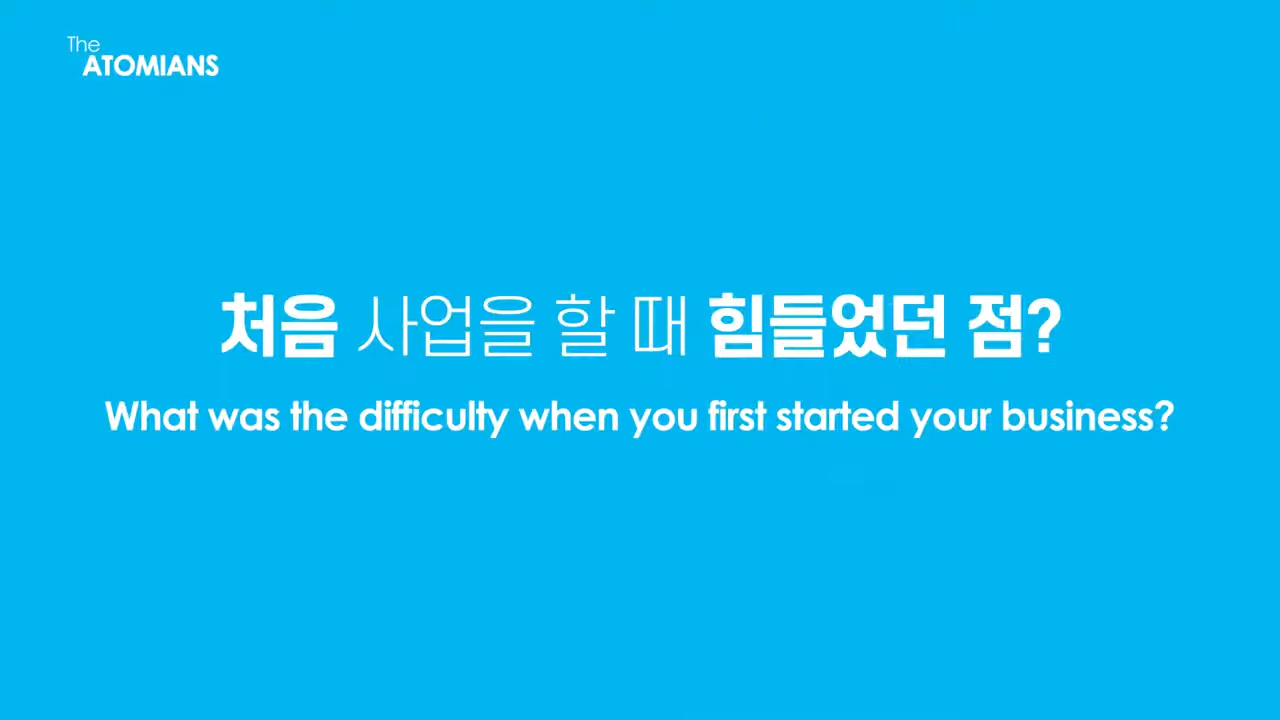 The
ATOMIANS
처음 사업을 할 때 힘들었던 점?
What was the difficulty when you first started your business?